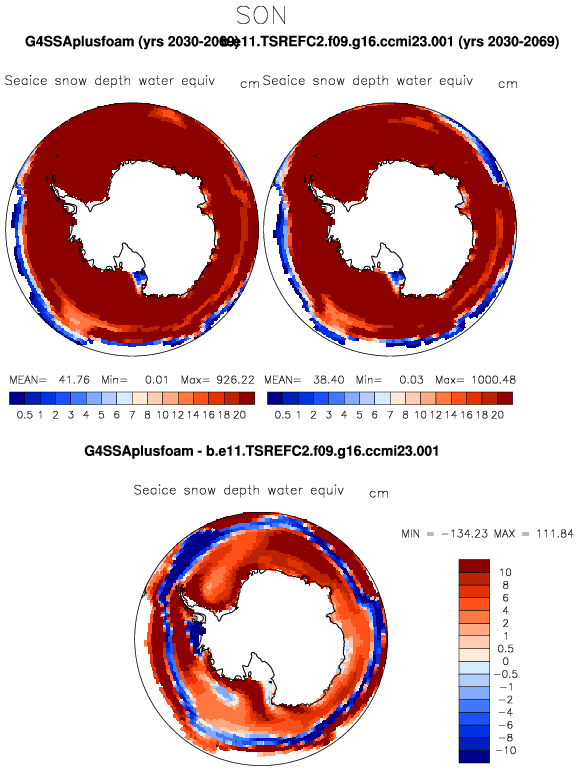 SON
G4SSAplusfoam (yrs 2030-2069) b.e11.TSREFC2.f09.g16.ccmi23.001 (yrs 2030-2069)
Seaice snow depth water equiv cm Seaice snow depth water equiv cm
MEAN= 41.76 Min= 0.01 Max= 926.22 MEAN= 38.40 Min= 0.03 Max= 1000.48
0.5 1 2 3 4 5 6 7 8 10 12 14 16 18 20 0.5 1 2 3 4 5 6 7 8 10 12 14 16 18 20
G4SSAplusfoam - b.e11.TSREFC2.f09.g16.ccmi23.001
Seaice snow depth water equiv cm
MIN = -134.23 MAX = 111.84
10
8
6
4
2
1
0.5
0
-0.5
-1
-2
-4
-6
-8
-10